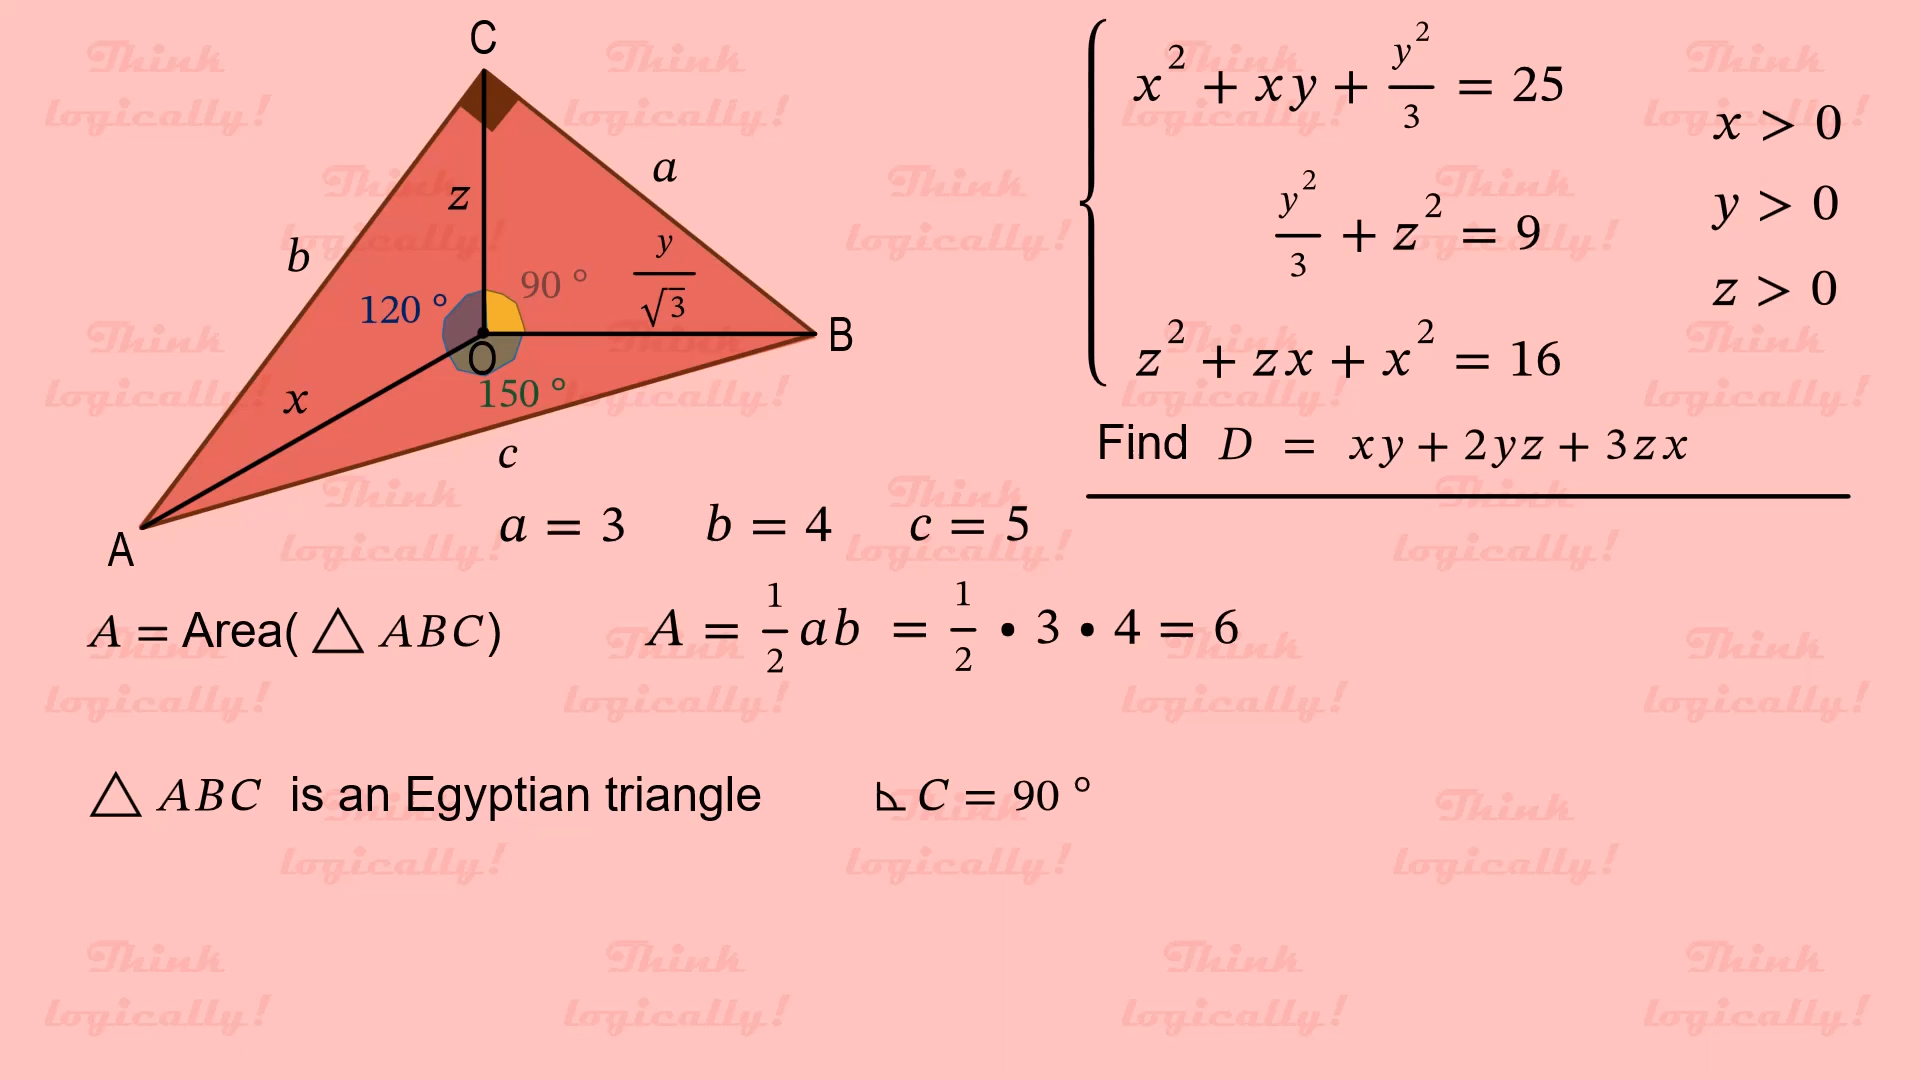 C
z
a
b
y/√3
90 °
120 °
O
B
150 °
x
c
A
x² + xy + y²/3 = 25
x > 0
y²/3 + z² = 9
y > 0
z > 0
z² + zx + x² = 16
Find D = xy + 2yz + 3zx
a = 3 b = 4 c = 5
A = Area(△ ABC) A = 1/2 ab = 1/2 • 3 • 4 = 6
△ ABC is an Egyptian triangle ⦣ C = 90 °
Think
logically!